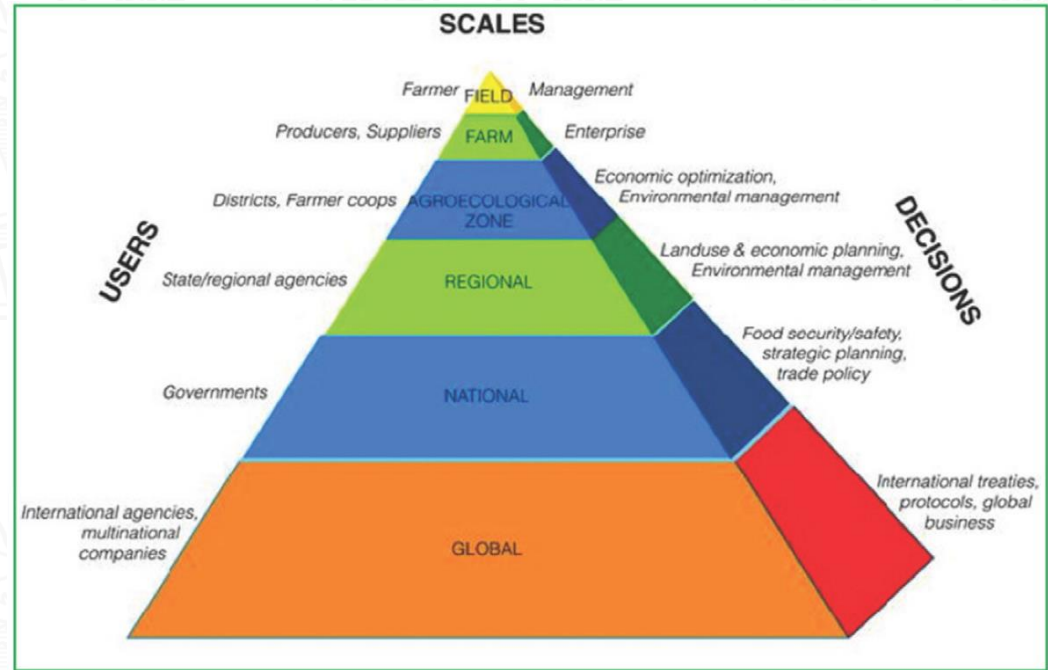 SCALES
Farmer
FIELD
Management
Producers, Suppliers
FARM
Enterprise
Districts, Farmer coops
AGROECOLOGICAL
ZONE
Economic optimization,
Environmental management
USERS
DECISIONS
State/regional agencies
REGIONAL
Landuse & economic planning,
Environmental management
Governments
NATIONAL
Food security/safety,
strategic planning,
trade policy
International agencies,
multinational
companies
GLOBAL
International treaties,
protocols, global
business